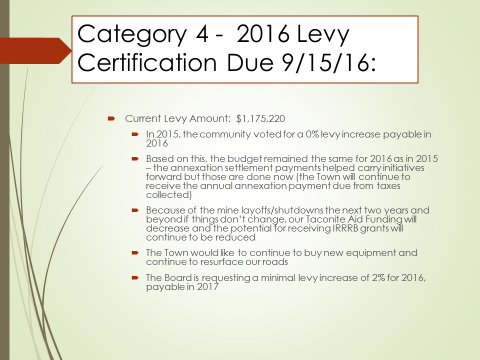 Category 4 - 2016 Levy
Certification Due 9/15/16:
Current Levy Amount: $1,175,220
In 2015, the community voted for a 0% levy increase payable in
2016
Based on this, the budget remained the same for 2016 as in 2015
– the annexation settlement payments helped carry initiatives
forward but those are done now (the Town will continue to
receive the annual annexation payment due from taxes
collected)
Because of the mine layoffs/shutdowns the next two years and
beyond if things don't change, our Taconite Aid Funding will
decrease and the potential for receiving IRRRB grants will
continue to be reduced
The Town would like to continue to buy new equipment and
continue to resurface our roads
The Board is requesting a minimal levy increase of 2% for 2016,
payable in 2017